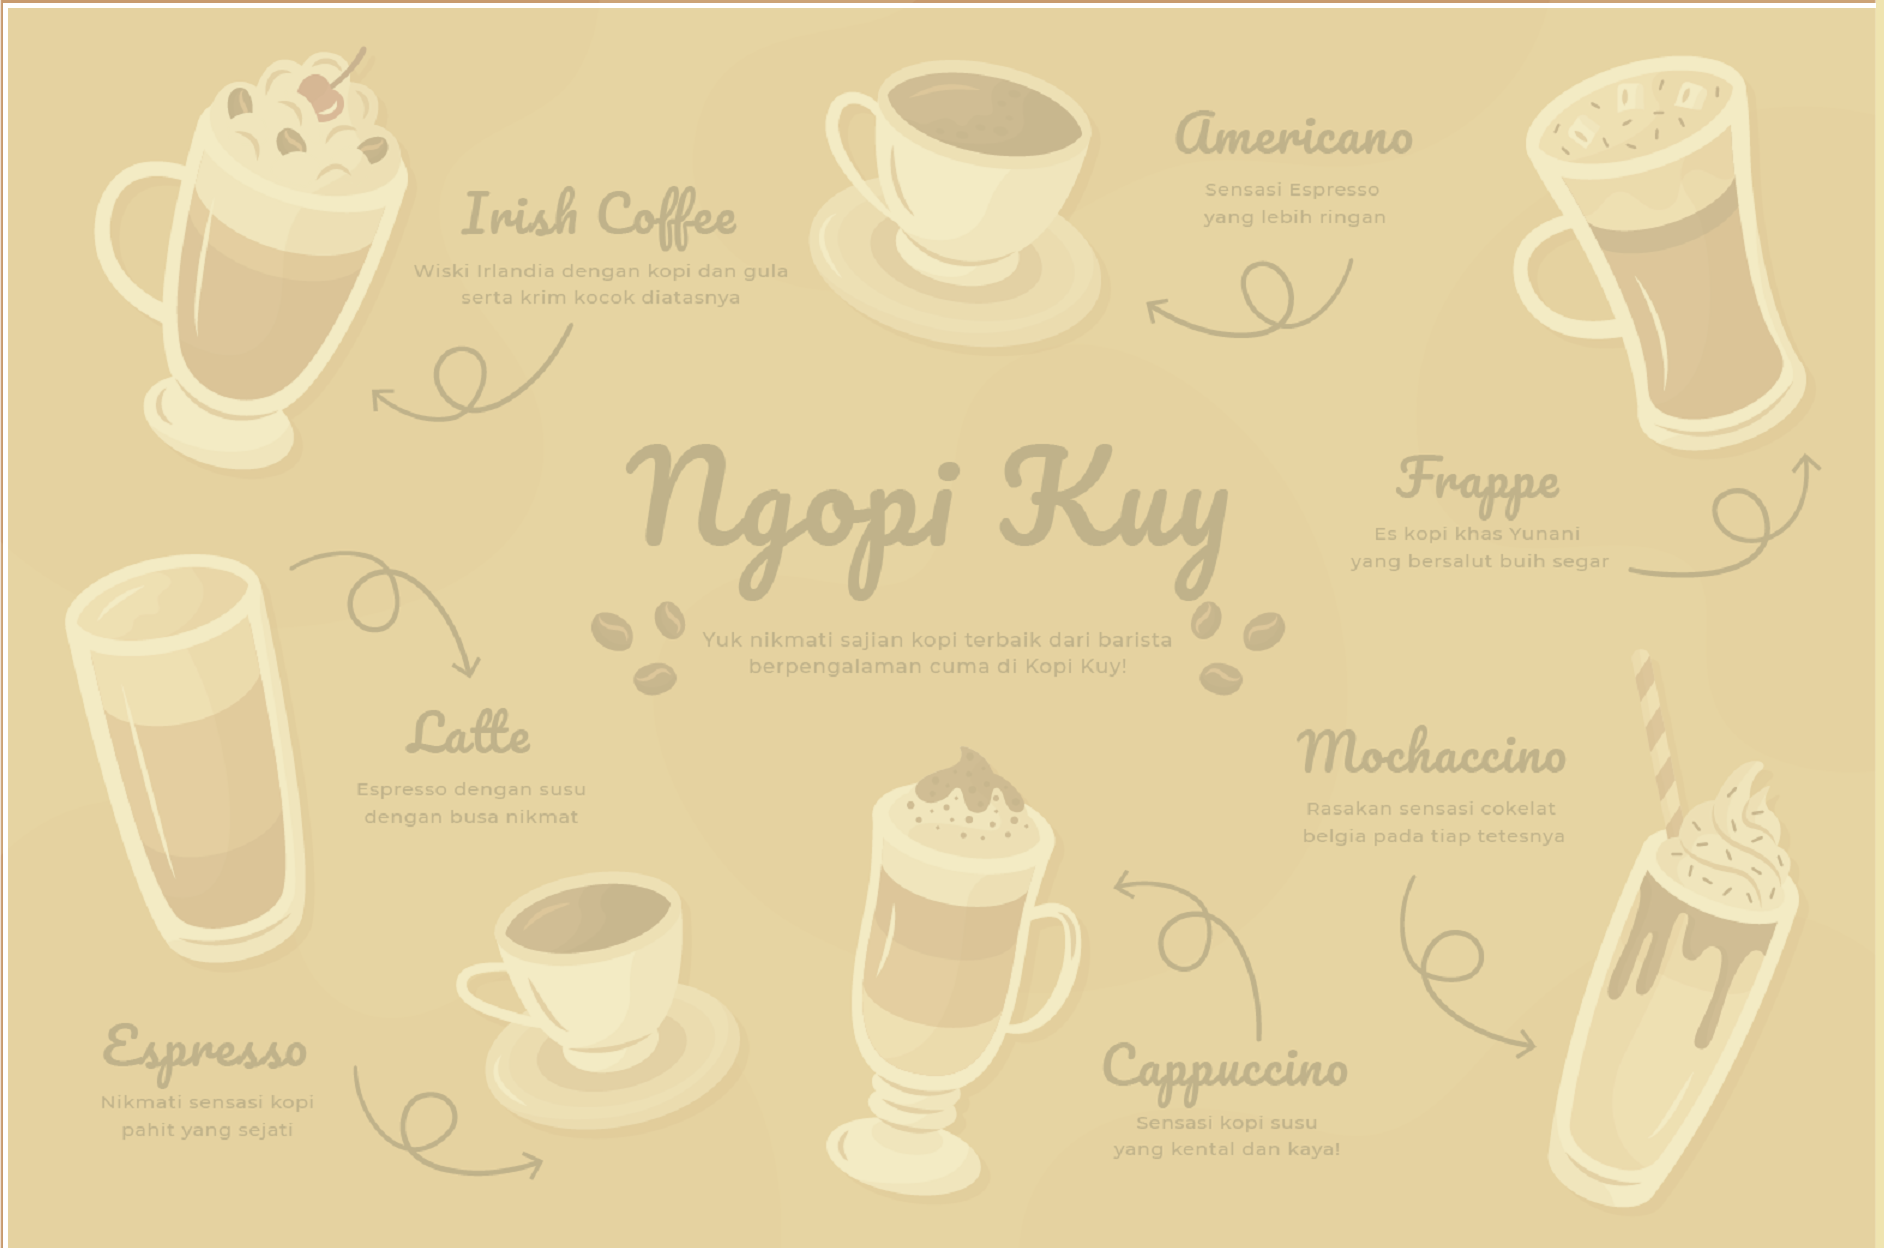 Irish Coffee
Wiski Irlandia dengan kopi dan gula
serta krim kocok diatasnya
Americano
Sensasi Espresso
yang lebih ringan
Frappe
Es kopi khas Yunani
yang bersalut buih segar
Ngopi Kuy
Yuk nikmati sajian kopi terbaik dari barista
berpengalaman cuma di Kopi Kuy!
Latte
Espresso dengan susu
dengan busa nikmat
Mochaccino
Rasakan sensasi cokelat
belgia pada tiap tetesnya
Espresso
Nikmati sensasi kopi
pahit yang sejati
Cappuccino
Sensasi kopi susu
yang kental dan kaya!